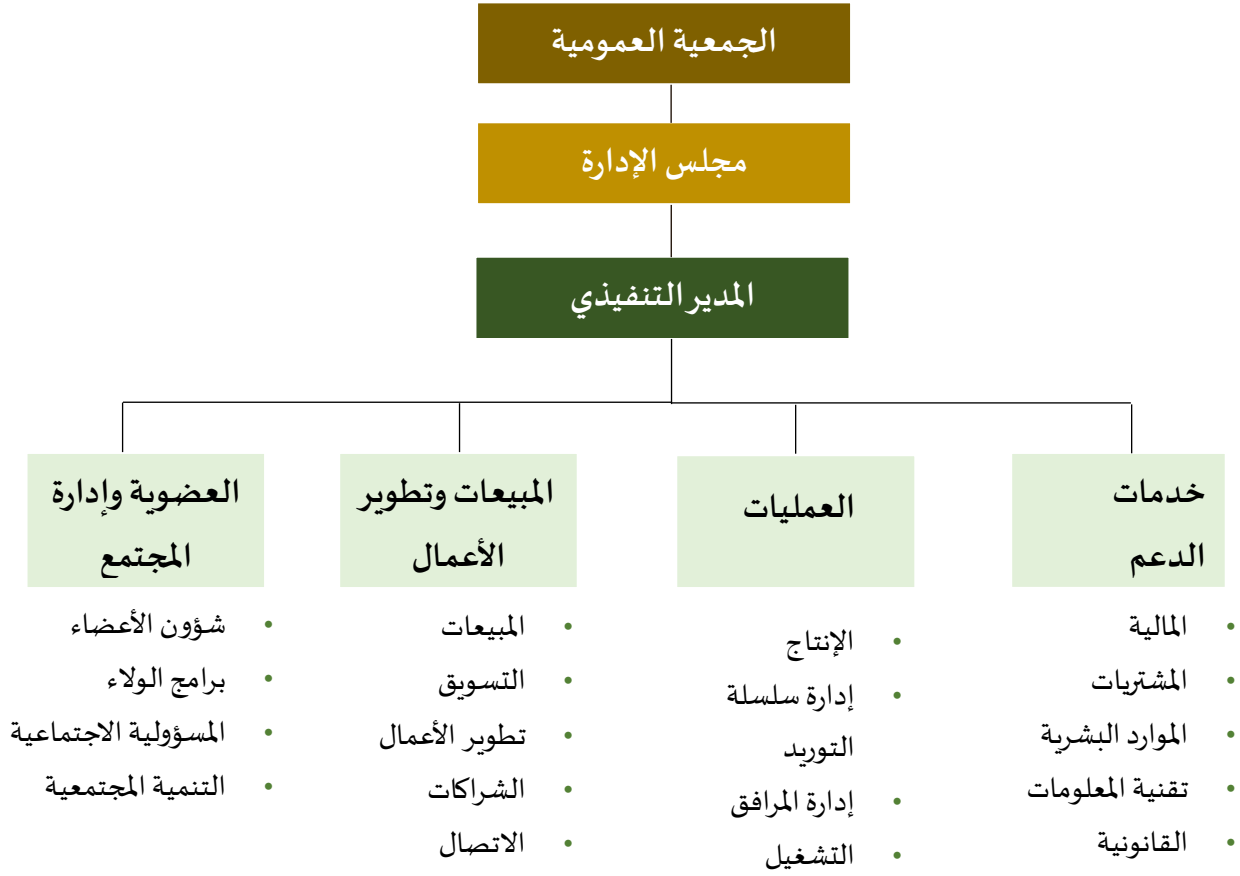 الجمعية العمومية
مجلس الإدارة
المدير التنفيذي
خدمات
الدعم
• المالية
• المشتريات
• الموارد البشرية
• تقنية المعلومات
• القانونية
العمليات
• الإنتاج
• إدارة سلسلة
التوريد
• إدارة المرافق
• التشغيل
المبيعات وتطوير
الأعمال
• المبيعات
• التسويق
• تطوير الأعمال
• الشراكات
• الاتصال
العضوية وإدارة
المجتمع
• شؤون الأعضاء
• برامج الولاء
• المسؤولية الاجتماعية
• التنمية المجتمعية